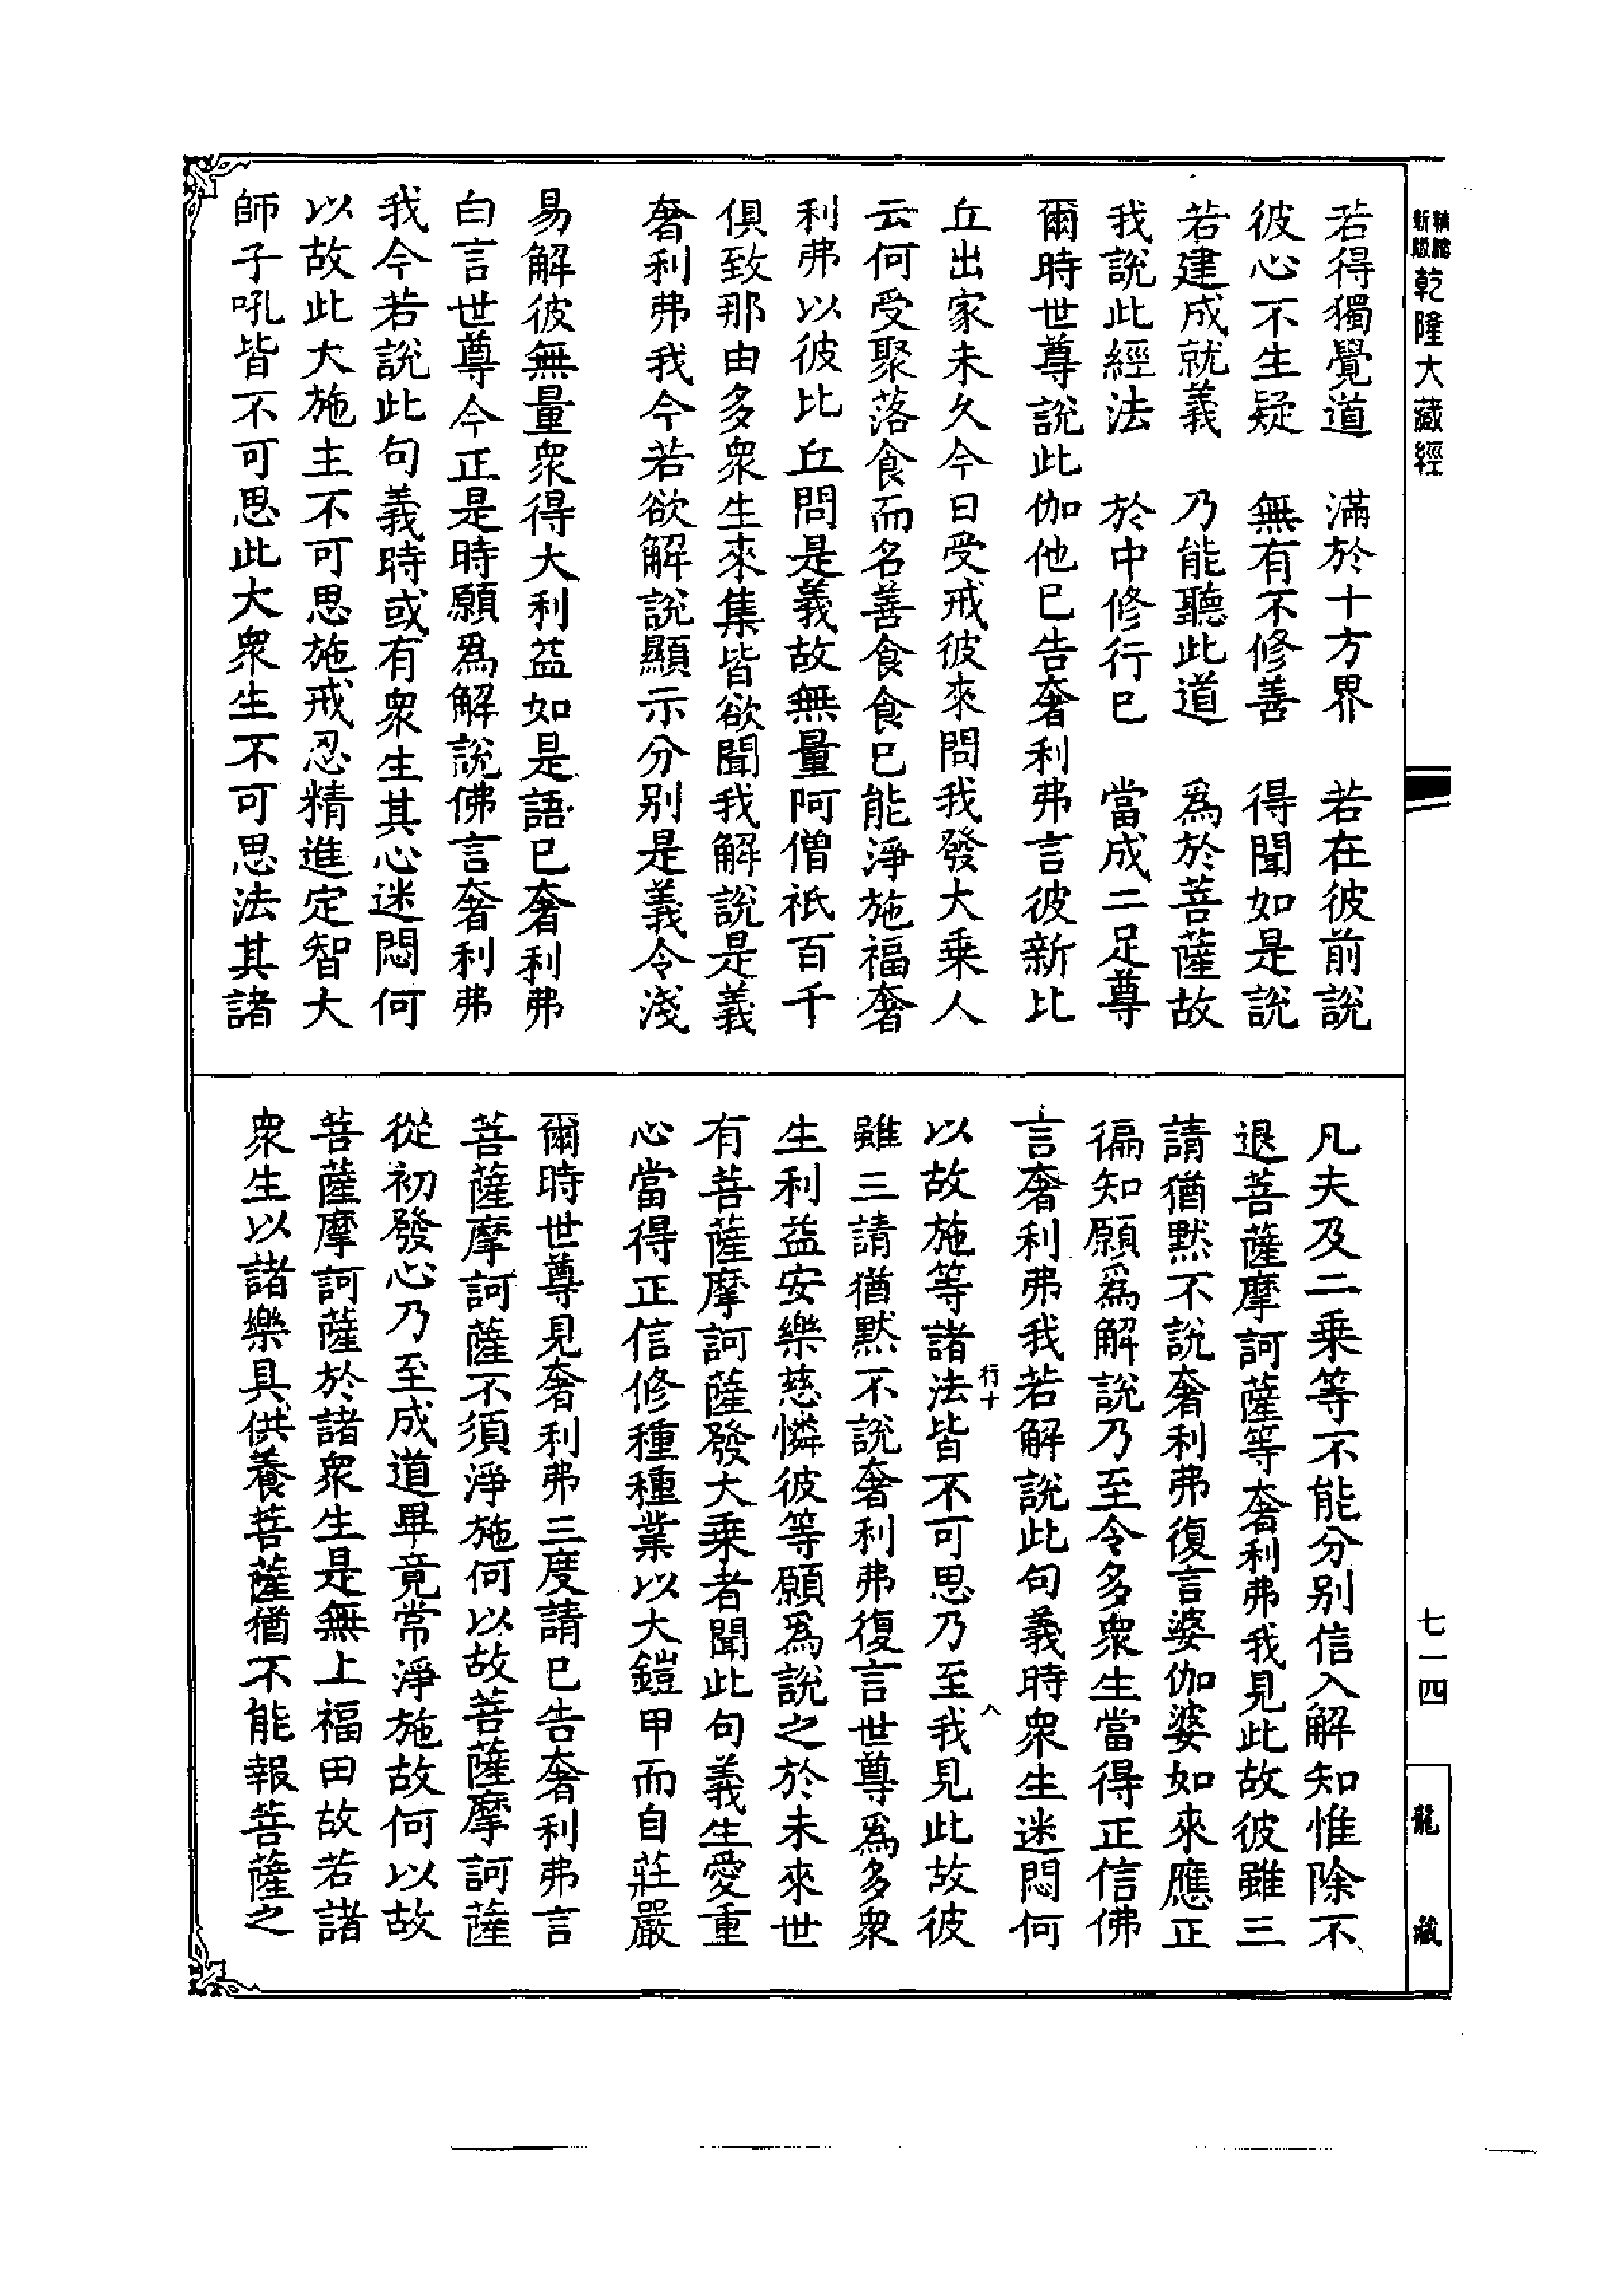 精縮
新版
乾隆大藏經
若得獨覺道　滿於十方界　若在彼前說
彼心不生疑　無有不修善　得聞如是說
若建成就義　乃能聽此道　爲於菩薩故
我說此經法　於中修行已　當成二足尊
爾時世尊說此伽他已告奢利弗言彼新比
丘出家未久今日受戒彼來問我發大乘人
云何受聚落食而名善食食已能淨施福奢
利弗以彼比丘問是義故無量阿僧祇百千
俱致那由多衆生來集皆欲聞我解說是義
奢利弗我今若欲解說顯示分別是義令淺
易解彼無量衆得大利益如是語已奢利弗
白言世尊今正是時願爲解說佛言奢利弗
我今若說此句義時或有衆生其心迷悶何
以故此大施主不可思施戒忍精進定智大
師子吼皆不可思此大衆生不可思法其諸
凡夫及二乘等不能分別信入解知惟除不
退菩薩摩訶薩等奢利弗我見此故彼雖三
請猶默不說奢利弗復言婆伽婆如來應正
徧知願爲解說乃至令多衆生當得正信佛
言奢利弗我若解說此句義時衆生迷悶何
以故施等諸法皆不可思乃至我見此故彼
行十
八
雖三請猶默不說奢利弗復言世尊爲多衆
生利益安樂慈憐彼等願爲說之於未來世
有菩薩摩訶薩發大乘者聞此句義生愛重
心當得正信修種種業以大鎧甲而自莊嚴
爾時世尊見奢利弗三度請已告奢利弗言
菩薩摩訶薩不須淨施何以故菩薩摩訶薩
從初發心乃至成道畢竟常淨施故何以故
菩薩摩訶薩於諸衆生是無上福田故若諸
衆生以諸樂具供養菩薩猶不能報菩薩之
七一四
龍藏